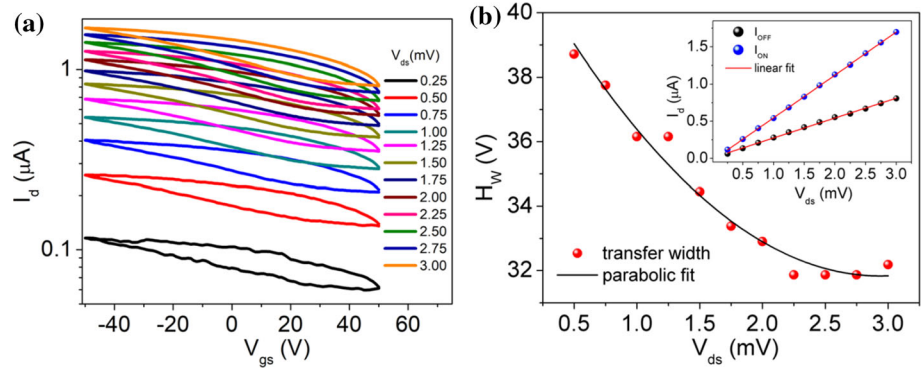 (a)
I_d (μA)
1
0.1
-40 -20 0 20 40 60
V_gs (V)
V_ds(mV)
0.25
0.50
0.75
1.00
1.25
1.50
1.75
2.00
2.25
2.50
2.75
3.00
(b)
H_W (V)
40
38
36
34
32
0.5 1.0 1.5 2.0 2.5 3.0
V_ds (mV)
transfer width
parabolic fit
I_d (μA)
1.5
1.0
0.5
0.0
0.5 1.0 1.5 2.0 2.5 3.0
V_ds (mV)
I_OFF
I_ON
linear fit